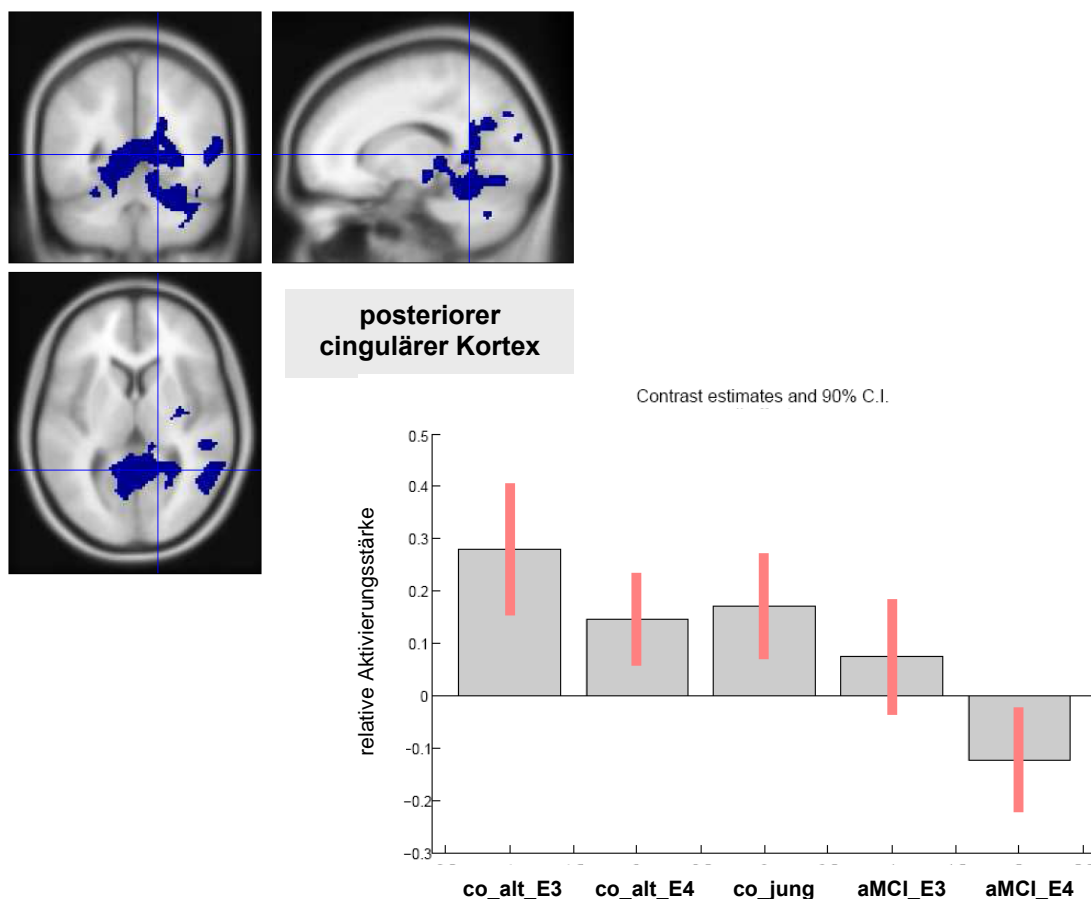 posteriorer
cingulärer Kortex
Contrast estimates and 90% C.I.
relative Aktivierungsstärke
0.5
0.4
0.3
0.2
0.1
0
−0.1
−0.2
−0.3
co_alt_E3 co_alt_E4 co_jung aMCI_E3 aMCI_E4